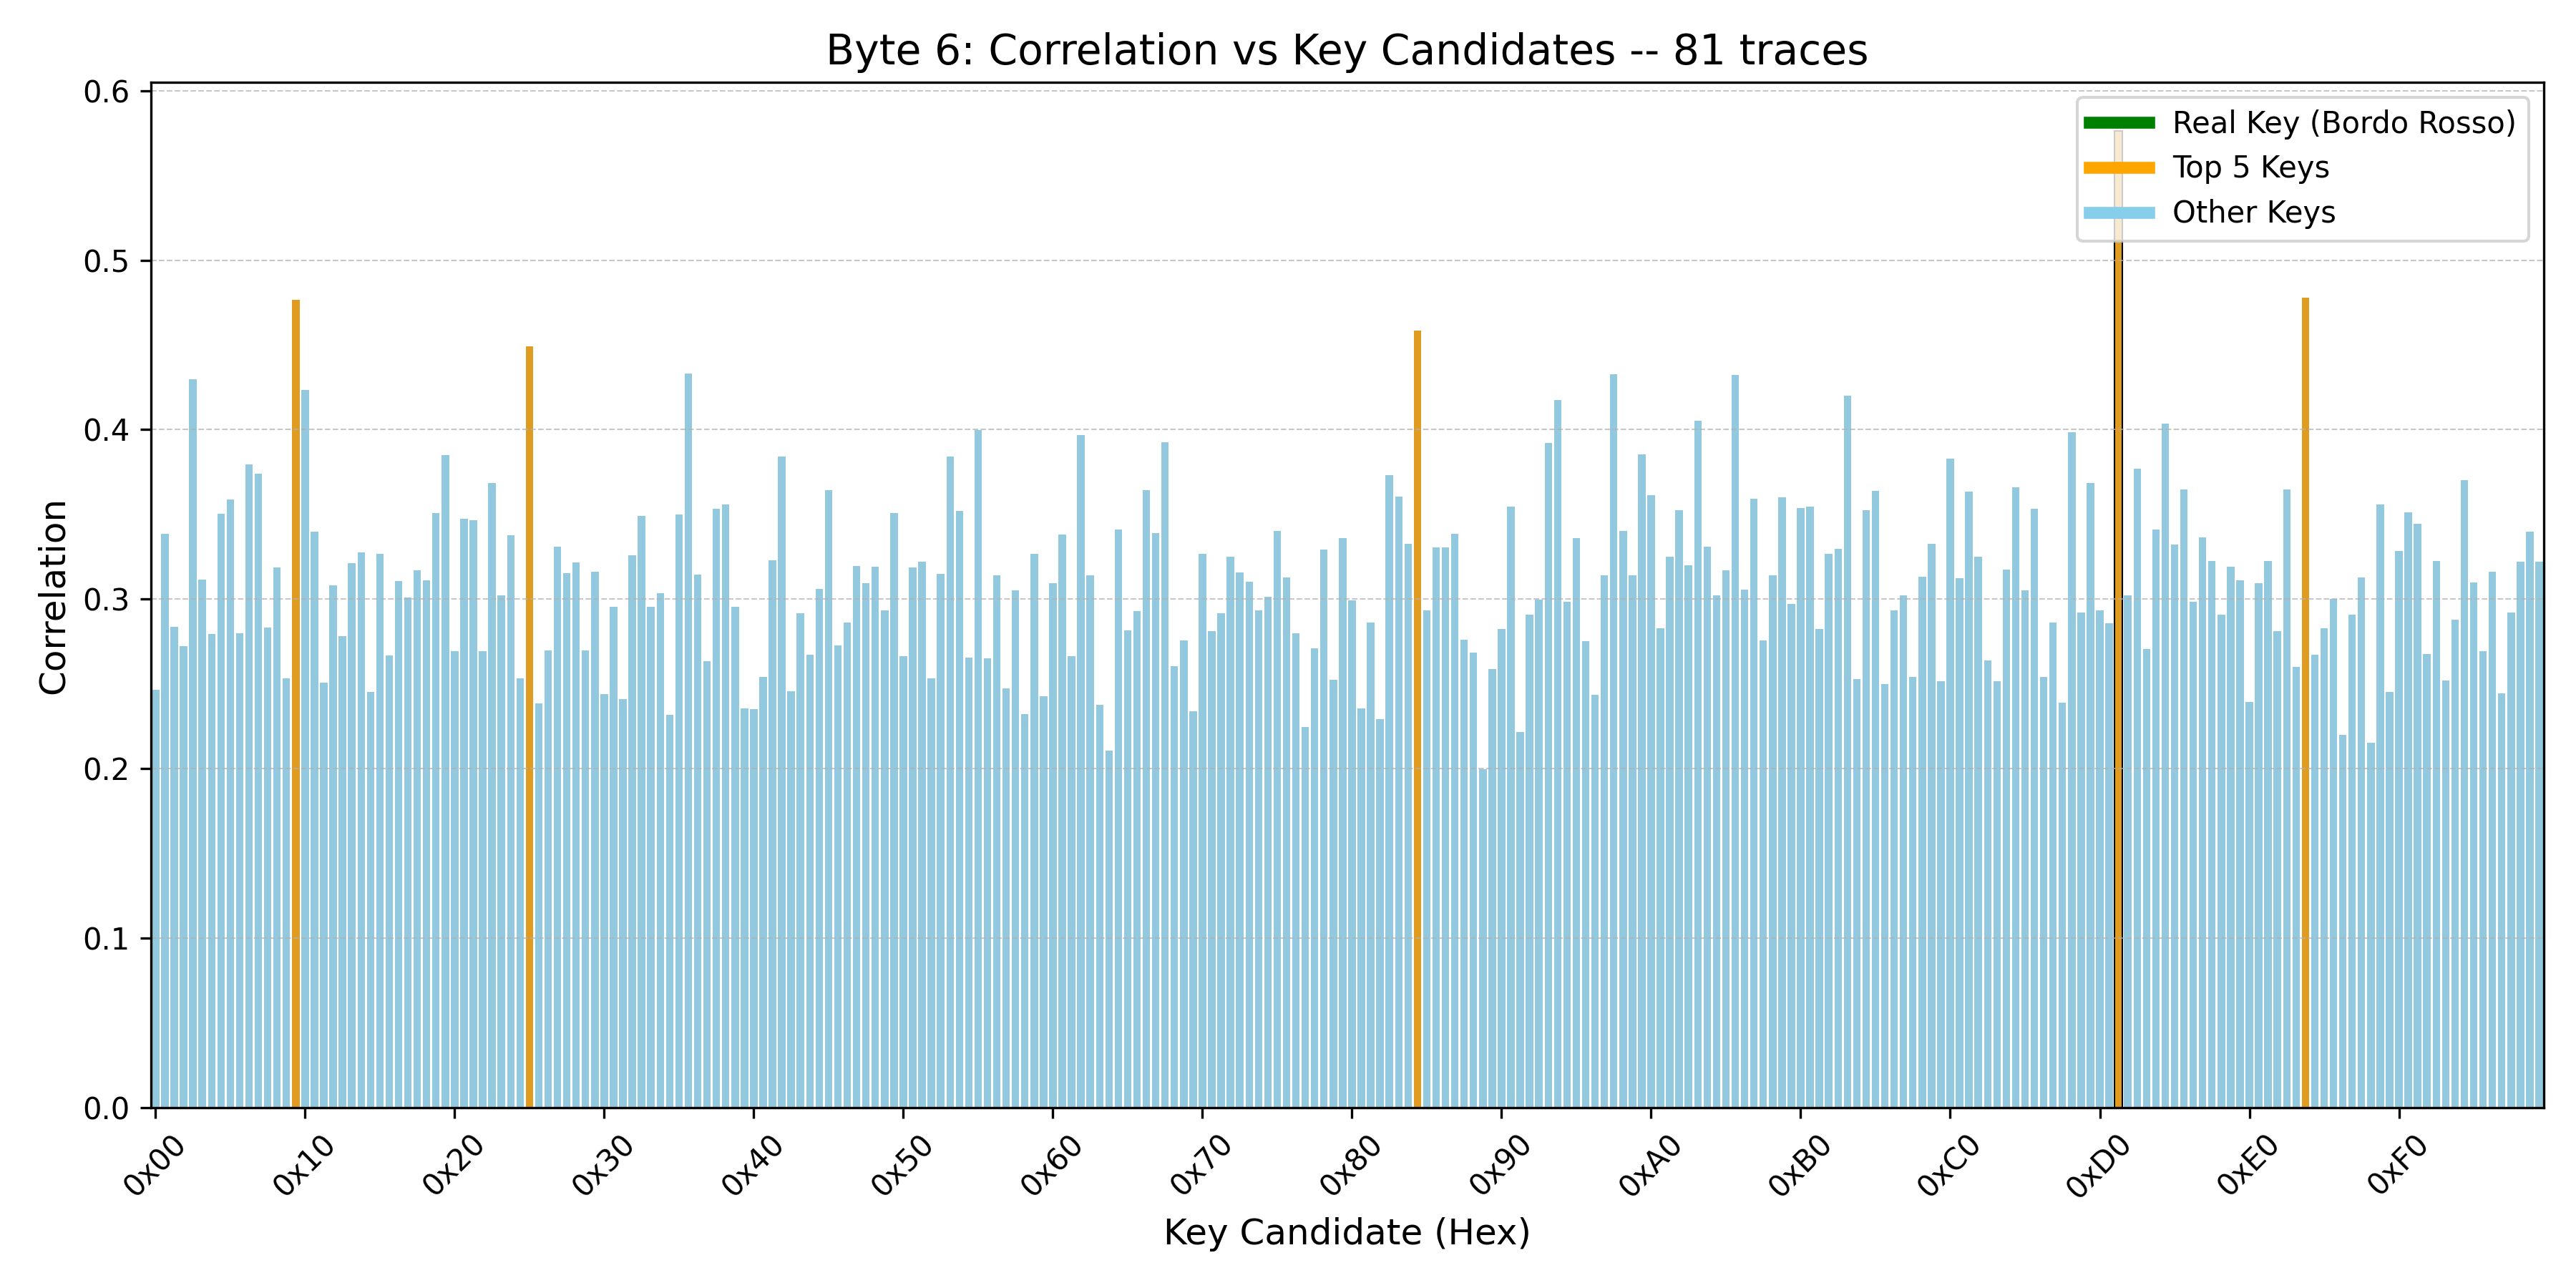 Byte 6: Correlation vs Key Candidates -- 81 traces
Real Key (Bordo Rosso)
Top 5 Keys
Other Keys
Correlation
0.6
0.5
0.4
0.3
0.2
0.1
0.0
0x00 0x10 0x20 0x30 0x40 0x50 0x60 0x70 0x80 0x90 0xA0 0xB0 0xC0 0xD0 0xE0 0xF0
Key Candidate (Hex)